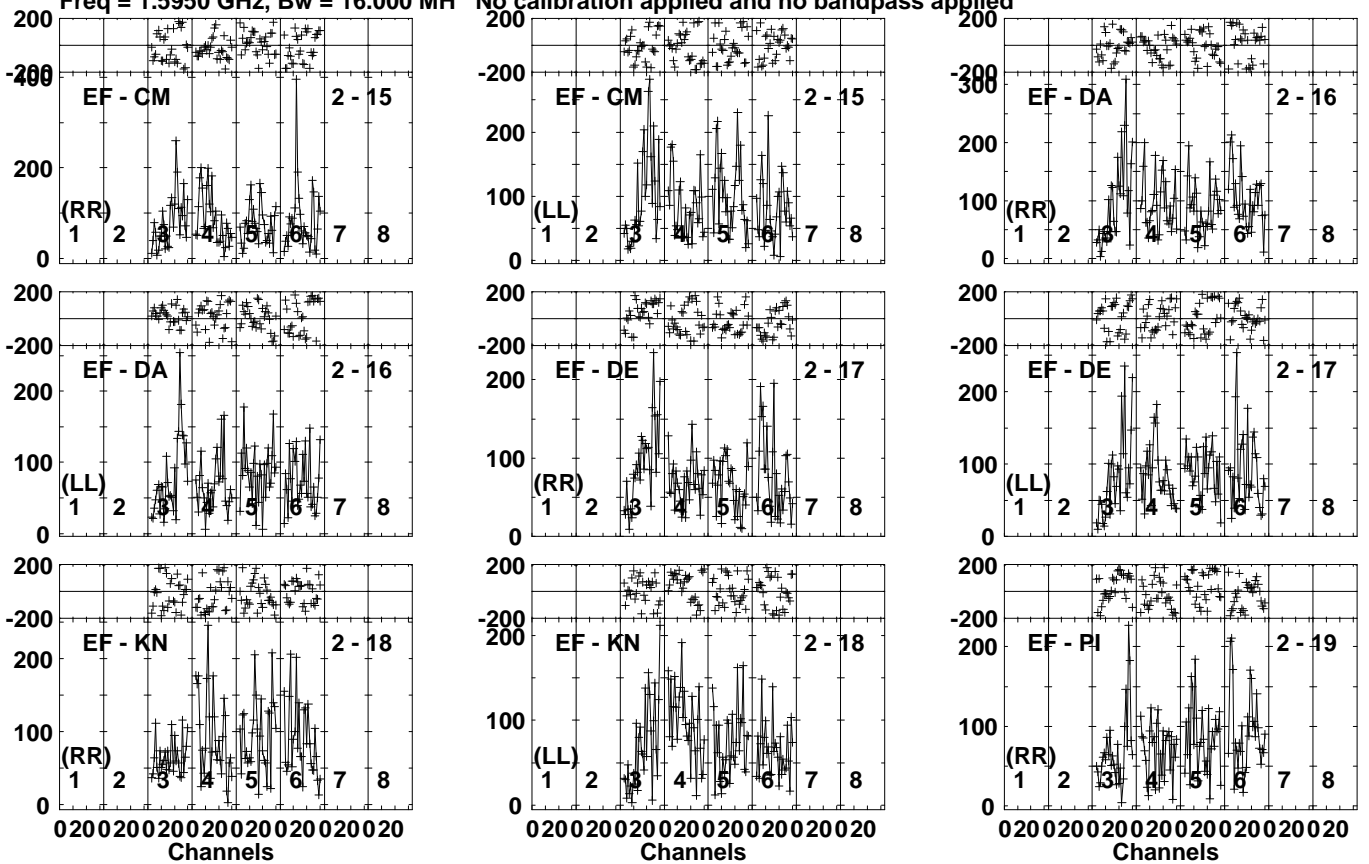 Freq = 1.5950 GHz, Bw = 16.000 MH No calibration applied and no bandpass applied
200
-200
400
200
0
EF - CM 2 - 15
(RR)
1 2 3 4 5 6 7 8
200
-200
200
100
0
EF - CM 2 - 15
(LL)
1 2 3 4 5 6 7 8
200
-200
300
200
100
0
EF - DA 2 - 16
(RR)
1 2 3 4 5 6 7 8
200
-200
200
100
0
EF - DA 2 - 16
(LL)
1 2 3 4 5 6 7 8
200
-200
200
100
0
EF - DE 2 - 17
(RR)
1 2 3 4 5 6 7 8
200
-200
200
100
0
EF - DE 2 - 17
(LL)
1 2 3 4 5 6 7 8
200
-200
200
100
0
EF - KN 2 - 18
(RR)
1 2 3 4 5 6 7 8
0 20 0 20 0 20 0 20 0 20 0 20 0 20 0 20
Channels
200
-200
200
100
0
EF - KN 2 - 18
(LL)
1 2 3 4 5 6 7 8
0 20 0 20 0 20 0 20 0 20 0 20 0 20 0 20
Channels
200
-200
200
100
0
EF - PI 2 - 19
(RR)
1 2 3 4 5 6 7 8
0 20 0 20 0 20 0 20 0 20 0 20 0 20 0 20
Channels